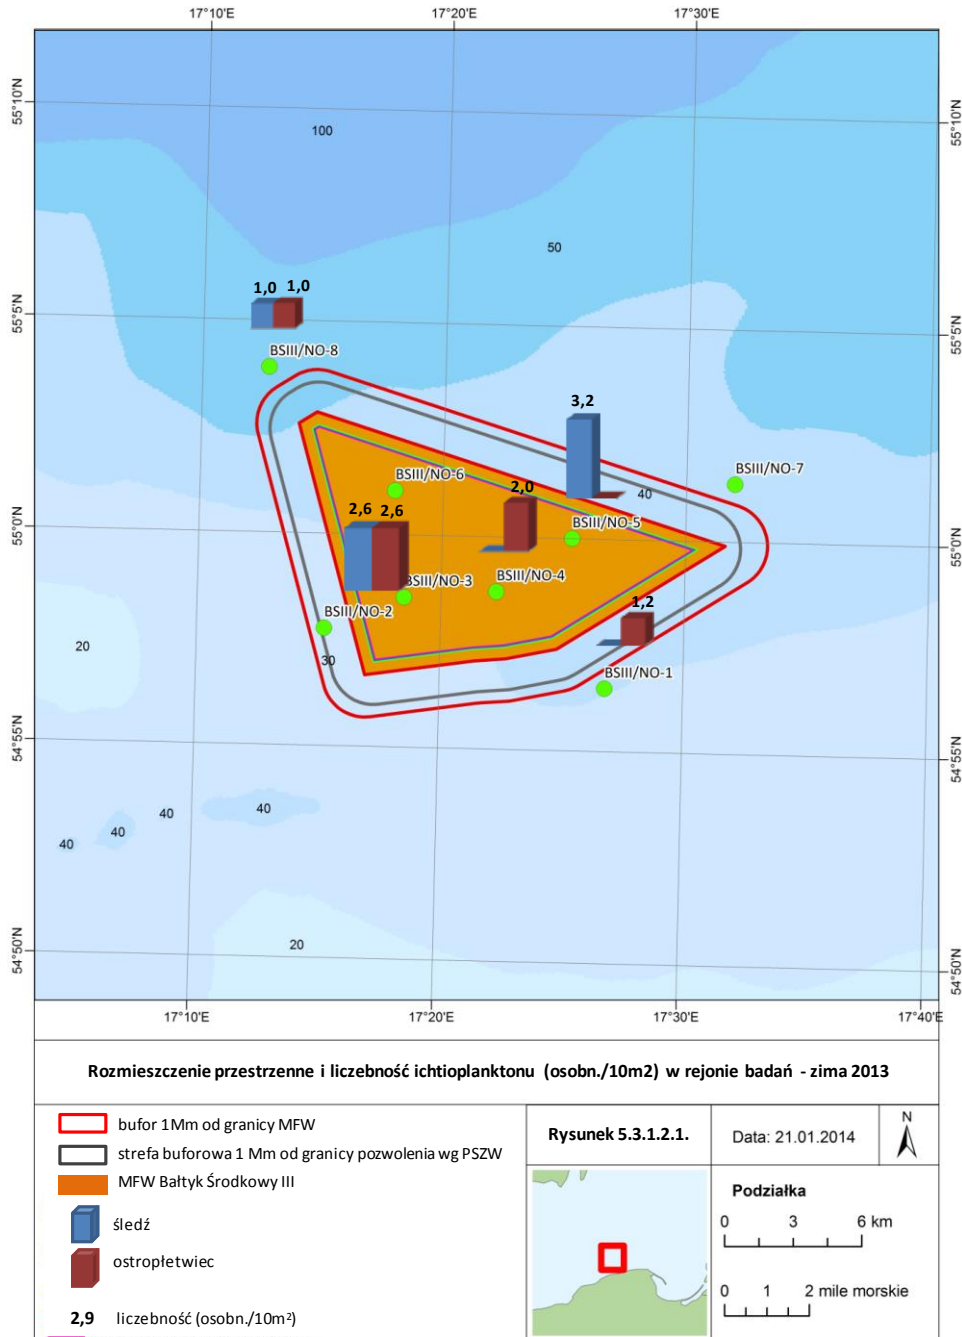 17°10'E 17°20'E 17°30'E
55°10'N 55°10'N
100
50
1,0 1,0
55°5'N 55°5'N
BSIII/NO-8
3,2
BSIII/NO-7
BSIII/NO-6
2,0
40
2,6 2,6
BSIII/NO-5
55°0'N 55°0'N
BSIII/NO-3
BSIII/NO-4
BSIII/NO-2
1,2
20
30
BSIII/NO-1
54°55'N 54°55'N
40 40 40 40
20
54°50'N 54°50'N
17°10'E 17°20'E 17°30'E 17°40'E
Rozmieszczenie przestrzenne i liczebność ichtioplanktonu (osobn./10m2) w rejonie badań - zima 2013
bufor 1Mm od granicy MFW
strefa buforowa 1 Mm od granicy pozwolenia wg PSZW
MFW Bałtyk Środkowy III
śledź
ostropłetwiec
2,9 liczebność (osobn./10m²)
Rysunek 5.3.1.2.1.
Data: 21.01.2014
N
Podziałka
0 3 6 km
0 1 2 mile morskie